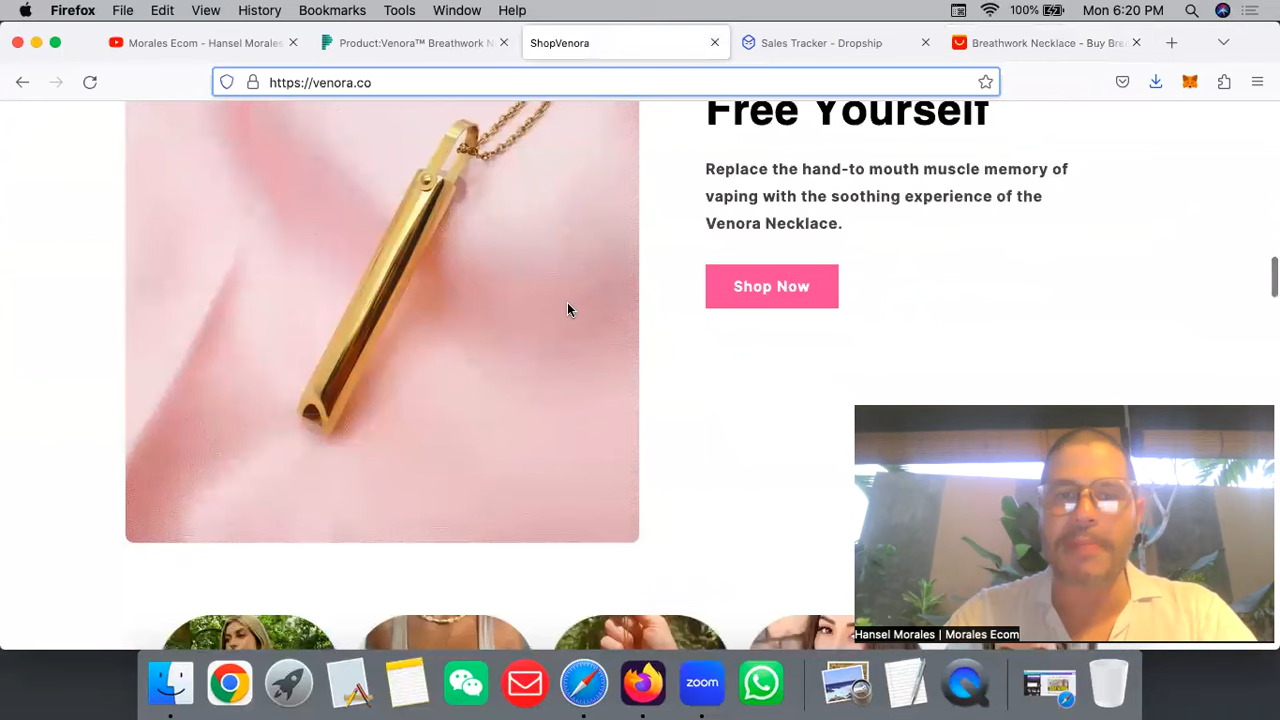 Firefox File Edit View History Bookmarks Tools Window Help 100% Mon 6:20 PM
Morales Ecom - Hansel Morales Product:Venora™ Breathwork N ShopVenora Sales Tracker - Dropship Breathwork Necklace - Buy Bre
https://venora.co
Free Yourself
Replace the hand-to mouth muscle memory of
vaping with the soothing experience of the
Venora Necklace.
Shop Now
Hansel Morales | Morales Ecom
zoom